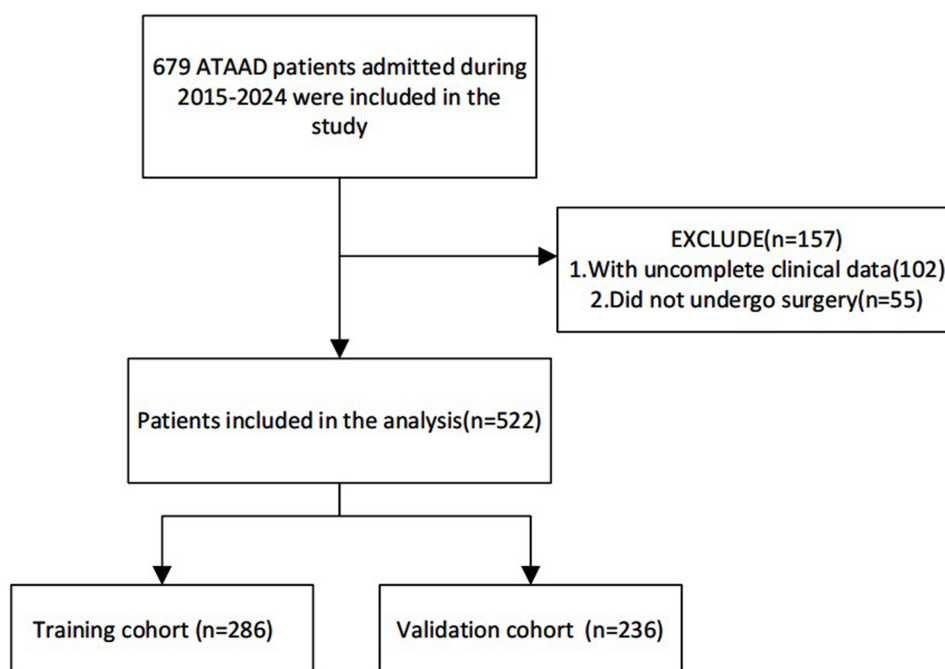 679 ATAAD patients admitted during
2015-2024 were included in the
study
EXCLUDE(n=157)
1.With uncomplete clinical data(102)
2.Did not undergo surgery(n=55)
Patients included in the analysis(n=522)
Training cohort (n=286)
Validation cohort (n=236)